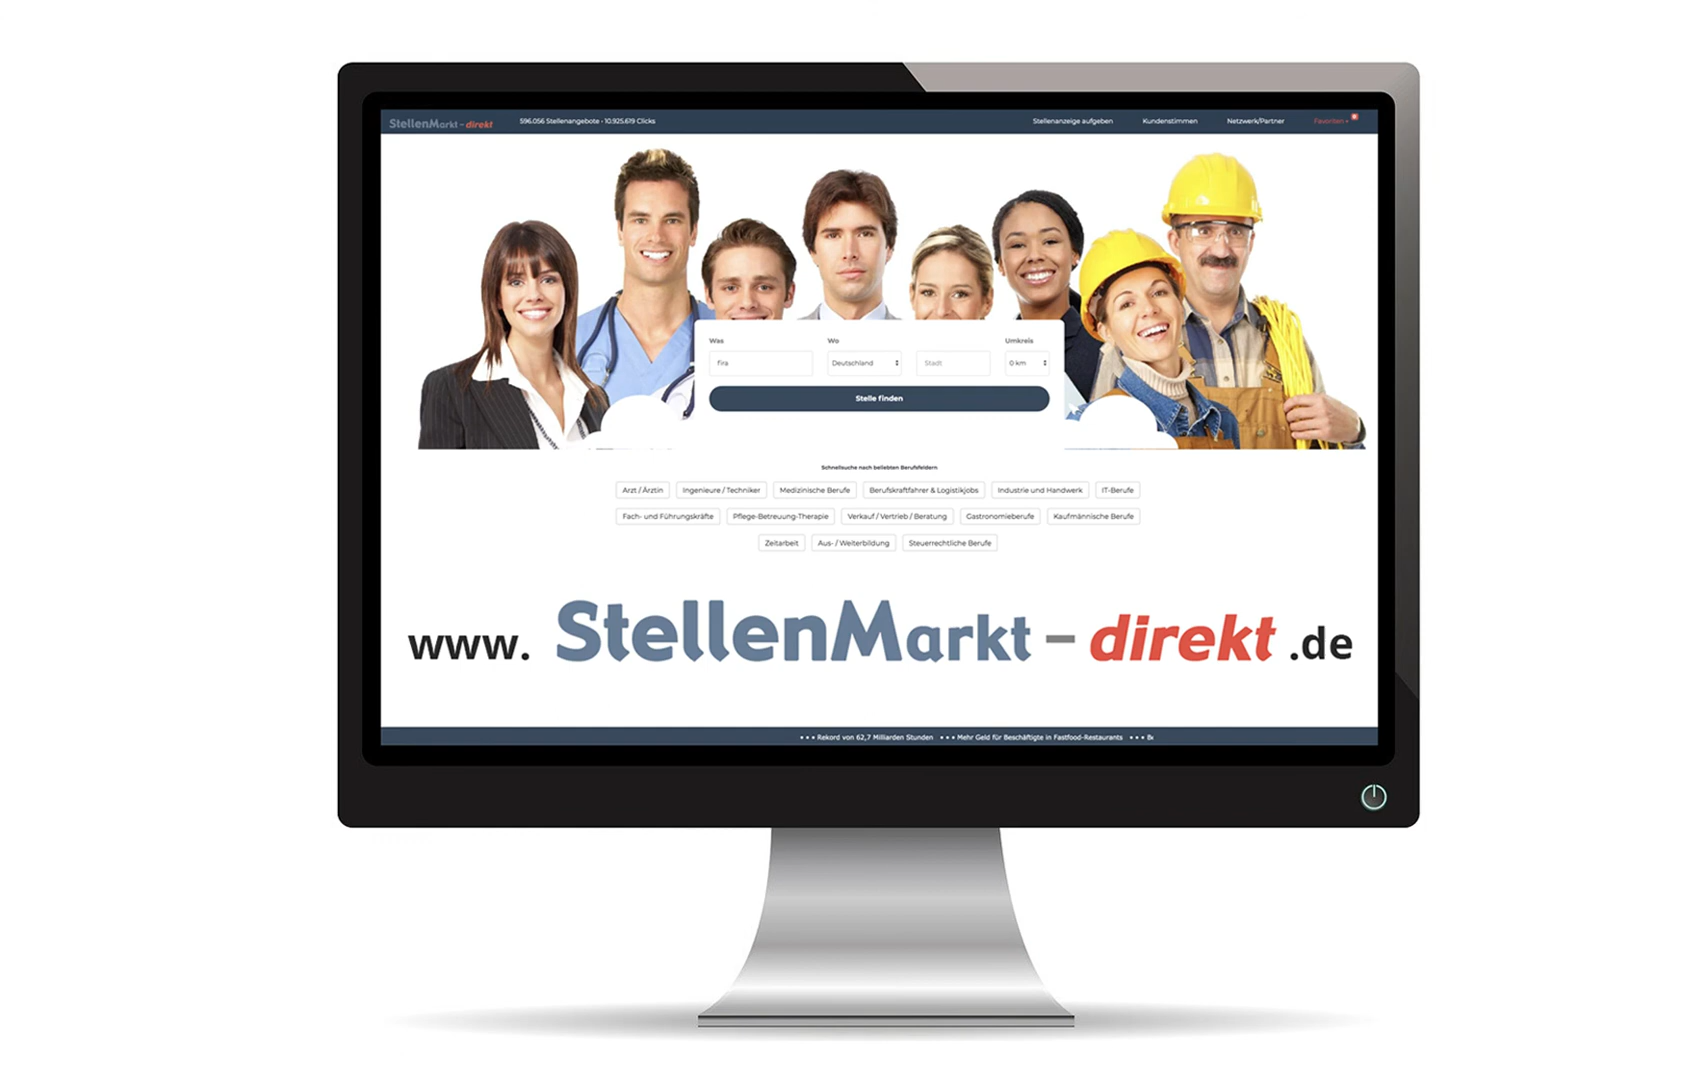 StellenMarkt - direkt 596.056 Stellenangebote - 10.925.619 Clicks Stellenanzeige aufgeben Kundenstimmen Netzwerk/Partner Favoriten
Was Wo Umkreis
fira Deutschland Stadt 0 km
Stelle finden
Schnellsuche nach beliebten Berufsfeldern
Arzt / Ärztin Ingenieure / Techniker Medizinische Berufe Berufskraftfahrer & Logistikjobs Industrie und Handwerk IT-Berufe
Fach- und Führungskräfte Pflege-Betreuung-Therapie Verkauf / Vertrieb / Beratung Gastronomieberufe Kaufmännische Berufe
Zeitarbeit Aus- / Weiterbildung Steuerrechtliche Berufe
www. StellenMarkt - direkt .de
• • • Rekord von 62,7 Milliarden Stunden • • • Mehr Geld für Beschäftigte in Fastfood-Restaurants • • •